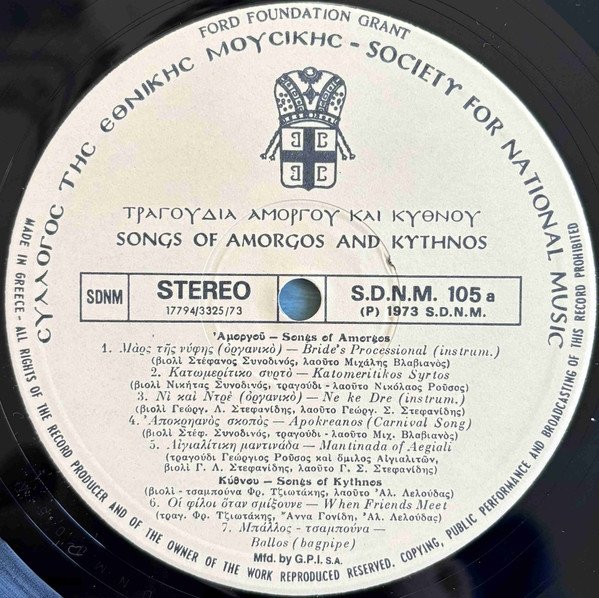 FORD FOUNDATION GRANT
CΥΛΛΟΓΟC ΤΗC ΕΘΝΙΚΗC ΜΟΥCΙΚΗC - SOCIETY FOR NATIONAL MUSIC
ΤΡΑΓΟΥΔΙΑ ΑΜΟΡΓΟΥ ΚΑΙ ΚΥΘΝΟΥ
SONGS OF AMORGOS AND KYTHNOS
SDNM
STEREO
17794/3325/73
S.D.N.M. 105 a
(P) 1973 S.D.N.M.
Ἀμοργοῦ – Songs of Amorgos
1. Μὰρς τῆς νύφης (ὀργανικὸ) – Bride's Processional (instrum.)
(βιολὶ Στέφανος Συνοδινός, λαοῦτο Μιχάλης Βλαβιανός)
2. Κατωμερίτικο συρτὸ – Katomeritikos Syrtos
(βιολὶ Νικήτας Συνοδινός, τραγούδι - λαοῦτο Νικόλαος Ροῦσος)
3. Νὶ καὶ Ντρὲ (ὀργανικὸ) – Ne ke Dre (instrum.)
(βιολὶ Γεώργ. Λ. Στεφανίδης, λαοῦτο Γεώργ. Σ. Στεφανίδης)
4. Ἀποκρηανὸς σκοπὸς – Apokreanos (Carnival Song)
(βιολὶ Στέφ. Συνοδινός, τραγούδι - λαοῦτο Μιχ. Βλαβιανός)
5. Αἰγιαλίτικη μαντινάδα – Mantinada of Aegiali
(τραγούδι Γεώργιος Ροῦσος καὶ ὅμιλος Αἰγιαλιτῶν,
βιολὶ Γ. Λ. Στεφανίδης, λαοῦτο Γ. Σ. Στεφανίδης)
Κύθνου – Songs of Kythnos
(βιολὶ - τσαμπούνα Φρ. Τζιωτάκης, λαοῦτο Ἀλ. Λελούδας)
6. Οἱ φίλοι ὅταν σμίξουνε – When Friends Meet
(τραγ. Φρ. Τζιωτάκης, Ἄννα Γονίδη, Ἀλ. Λελούδας)
7. Μπάλλος - τσαμπούνα –
Ballos (bagpipe)
Mfd. by G.P.I. S.A.
MADE IN GREECE - ALL RIGHTS OF THE RECORD PRODUCER AND OF THE OWNER OF THE WORK REPRODUCED RESERVED. COPYING, PUBLIC PERFORMANCE AND BROADCASTING OF THIS RECORD PROHIBITED